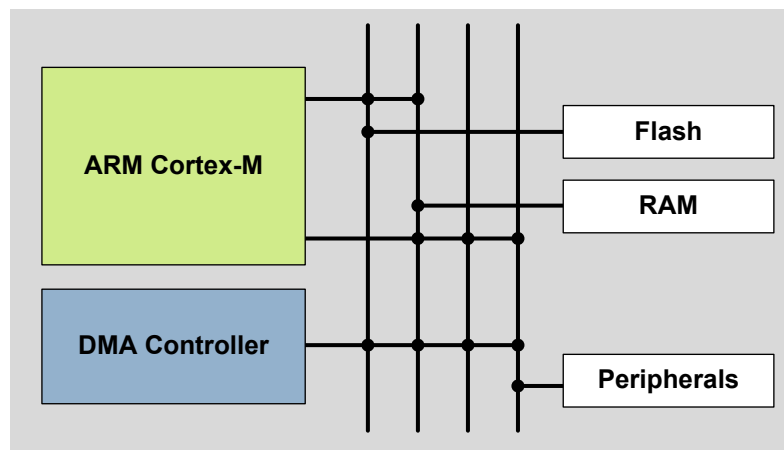 ARM Cortex-M
Flash
RAM
DMA Controller
Peripherals